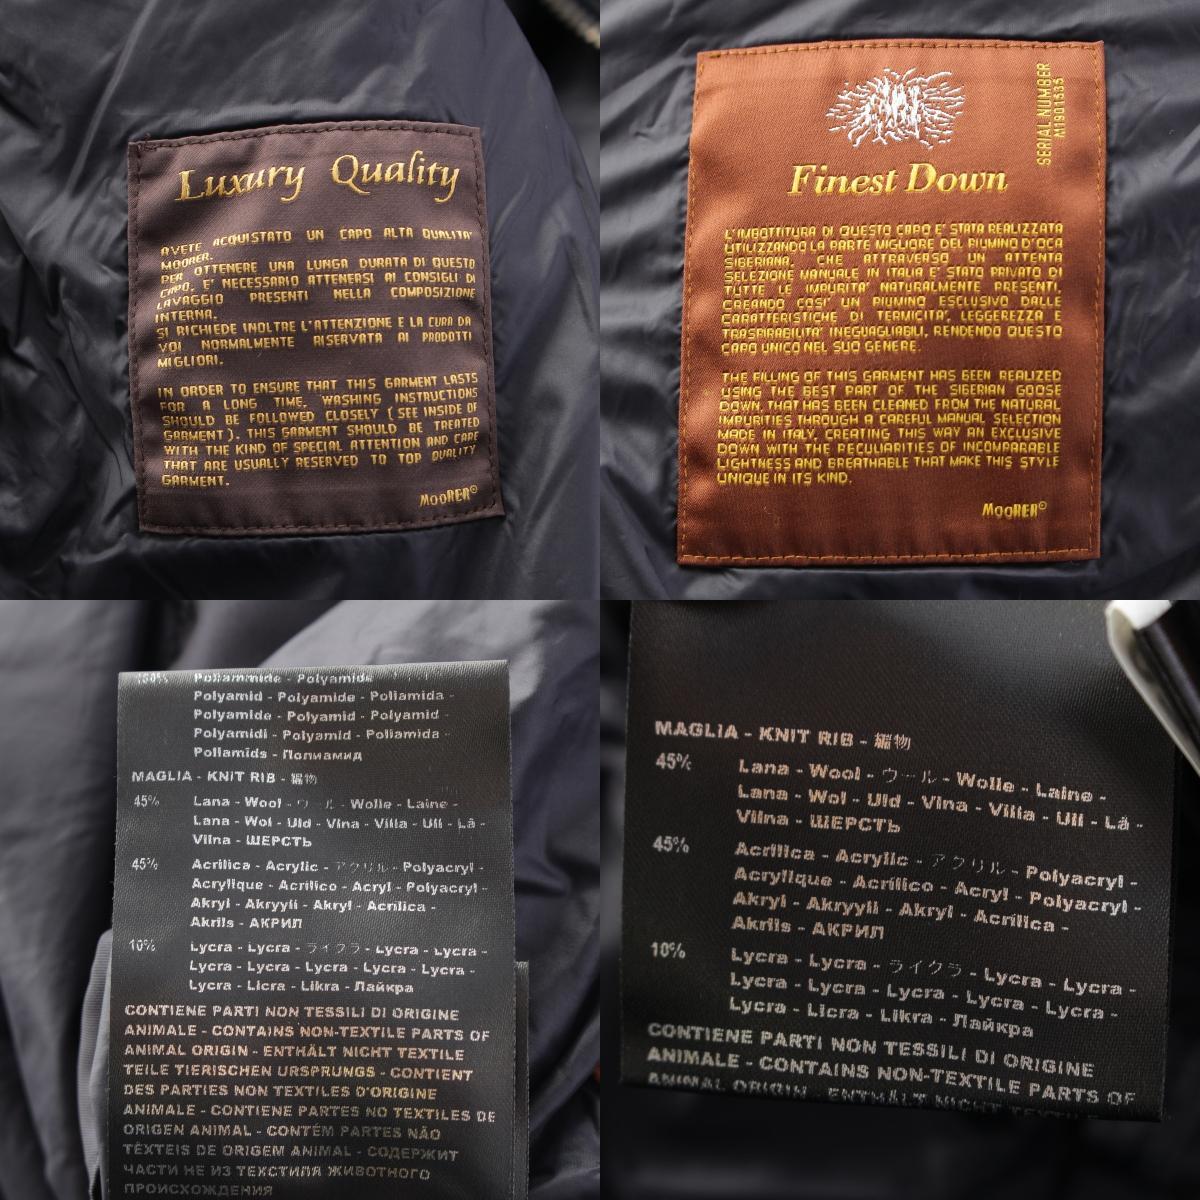 Luxury Quality
AVETE ACQUISTATO UN CAPO ALTA QUALITA'
MOORER.
PER OTTENERE UNA LUNGA DURATA DI QUESTO
CAPO, E' NECESSARIO ATTENERSI AI CONSIGLI DI
LAVAGGIO PRESENTI NELLA COMPOSIZIONE
INTERNA.
SI RICHIEDE INOLTRE L'ATTENZIONE E LA CURA DA
VOI NORMALMENTE RISERVATA AI PRODOTTI
MIGLIORI.
IN ORDER TO ENSURE THAT THIS GARMENT LASTS
FOR A LONG TIME, WASHING INSTRUCTIONS
SHOULD BE FOLLOWED CLOSELY (SEE INSIDE OF
GARMENT). THIS GARMENT SHOULD BE TREATED
WITH THE KIND OF SPECIAL ATTENTION AND CARE
THAT ARE USUALLY RESERVED TO TOP QUALITY
GARMENT.
MooRER©
SERIAL NUMBER
M1901535
Finest Down
L'IMBOTTITURA DI QUESTO CAPO E' STATA REALIZZATA
UTILIZZANDO LA PARTE MIGLIORE DEL PIUMINO D'OCA
SIBERIANA. CHE ATTRAVERSO UN ATTENTA
SELEZIONE MANUALE IN ITALIA E' STATO PRIVATO DI
TUTTE LE IMPURITA' NATURALMENTE PRESENTI,
CREANDO COSI' UN PIUMINO ESCLUSIVO DALLE
CARATTERISTICHE DI TERMICITA', LEGGEREZZA E
TRASPIRABILITA' INEGUAGLIABILI, RENDENDO QUESTO
CAPO UNICO NEL SUO GENERE.
THE FILLING OF THIS GARMENT HAS BEEN REALIZED
USING THE BEST PART OF THE SIBERIAN GOOSE
DOWN, THAT HAS BEEN CLEANED FROM THE NATURAL
IMPURITIES THROUGH A CAREFUL MANUAL SELECTION
MADE IN ITALY, CREATING THIS WAY AN EXCLUSIVE
DOWN WITH THE PECULIARITIES OF INCOMPARABLE
LIGHTNESS AND BREATHABLE THAT MAKE THIS STYLE
UNIQUE IN ITS KIND.
MooRER©
100% Poliammide - Polyamide
Polyamid - Polyamide - Poliamida -
Polyamide - Polyamid - Polyamid -
Polyamidi - Polyamid - Poliamida -
Poliamīds - Полиамид
MAGLIA - KNIT RIB - 編物
45% Lana - Wool - ウール - Wolle - Laine -
Lana - Wol - Uld - Vlna - Villa - Ull - Lã -
Vilna - ШЕРСТЬ
45% Acrilica - Acrylic - アクリル - Polyacryl -
Acrylique - Acrílico - Acryl - Polyacryl -
Akryl - Akryyli - Akryl - Acrílica -
Akrils - АКРИЛ
10% Lycra - Lycra - ライクラ - Lycra - Lycra -
Lycra - Lycra - Lycra - Lycra - Lycra -
Lycra - Licra - Likra - Лайкра
CONTIENE PARTI NON TESSILI DI ORIGINE
ANIMALE - CONTAINS NON-TEXTILE PARTS OF
ANIMAL ORIGIN - ENTHÄLT NICHT TEXTILE
TEILE TIERISCHEN URSPRUNGS - CONTIENT
DES PARTIES NON TEXTILES D'ORIGINE
ANIMALE - CONTIENE PARTES NO TEXTILES DE
ORIGEN ANIMAL - CONTÉM PARTES NÃO
TÊXTEIS DE ORIGEM ANIMAL - СОДЕРЖИТ
ЧАСТИ НЕ ИЗ ТЕКСТИЛЯ ЖИВОТНОГО
ПРОИСХОЖДЕНИЯ
MAGLIA - KNIT RIB - 編物
45% Lana - Wool - ウール - Wolle - Laine -
Lana - Wol - Uld - Vlna - Villa - Ull - Lã -
Vilna - ШЕРСТЬ
45% Acrilica - Acrylic - アクリル - Polyacryl -
Acrylique - Acrílico - Acryl - Polyacryl -
Akryl - Akryyli - Akryl - Acrílica -
Akrils - АКРИЛ
10% Lycra - Lycra - ライクラ - Lycra - Lycra -
Lycra - Lycra - Lycra - Lycra - Lycra -
Lycra - Licra - Likra - Лайкра
CONTIENE PARTI NON TESSILI DI ORIGINE
ANIMALE - CONTAINS NON-TEXTILE PARTS OF
ANIMAL ORIGIN - ENTHÄLT NICHT TEXTILE